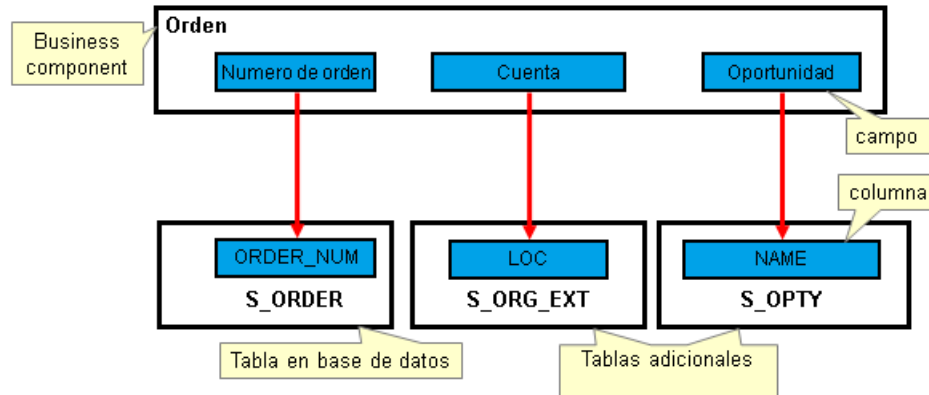 Orden
Business
component
Numero de orden
Cuenta
Oportunidad
campo
columna
ORDER_NUM
LOC
NAME
S_ORDER
S_ORG_EXT
S_OPTY
Tabla en base de datos
Tablas adicionales